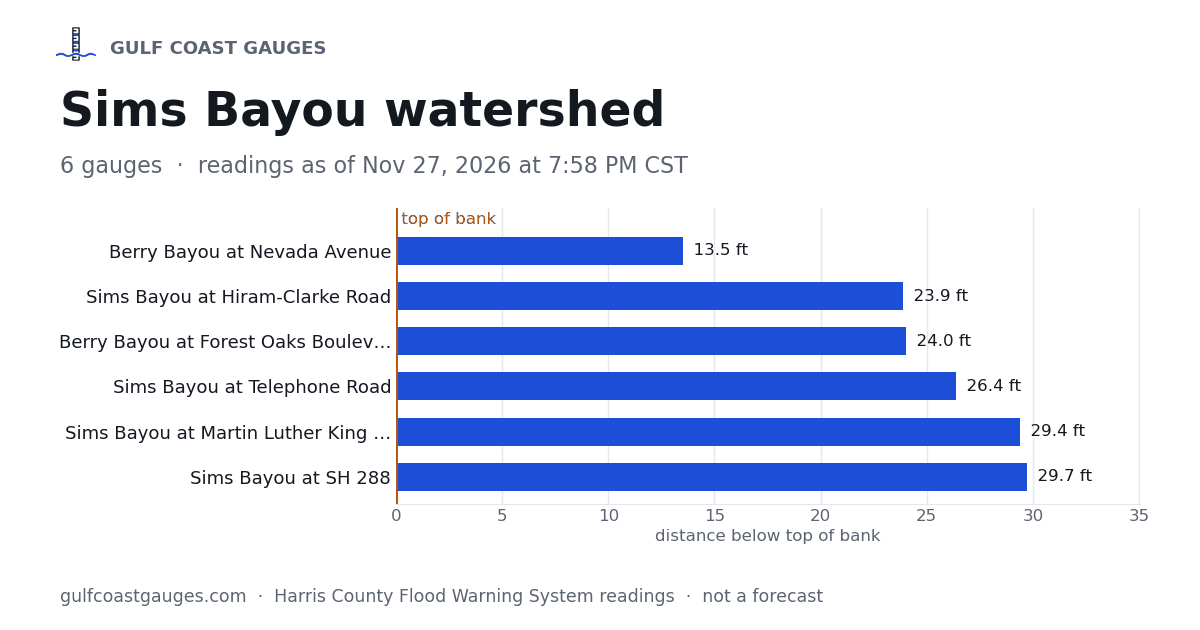 GULF COAST GAUGES
Sims Bayou watershed
6 gauges · readings as of Nov 27, 2026 at 7:58 PM CST
top of bank
Berry Bayou at Nevada Avenue 13.5 ft
Sims Bayou at Hiram-Clarke Road 23.9 ft
Berry Bayou at Forest Oaks Boulev… 24.0 ft
Sims Bayou at Telephone Road 26.4 ft
Sims Bayou at Martin Luther King … 29.4 ft
Sims Bayou at SH 288 29.7 ft
0 5 10 15 20 25 30 35
distance below top of bank
gulfcoastgauges.com · Harris County Flood Warning System readings · not a forecast